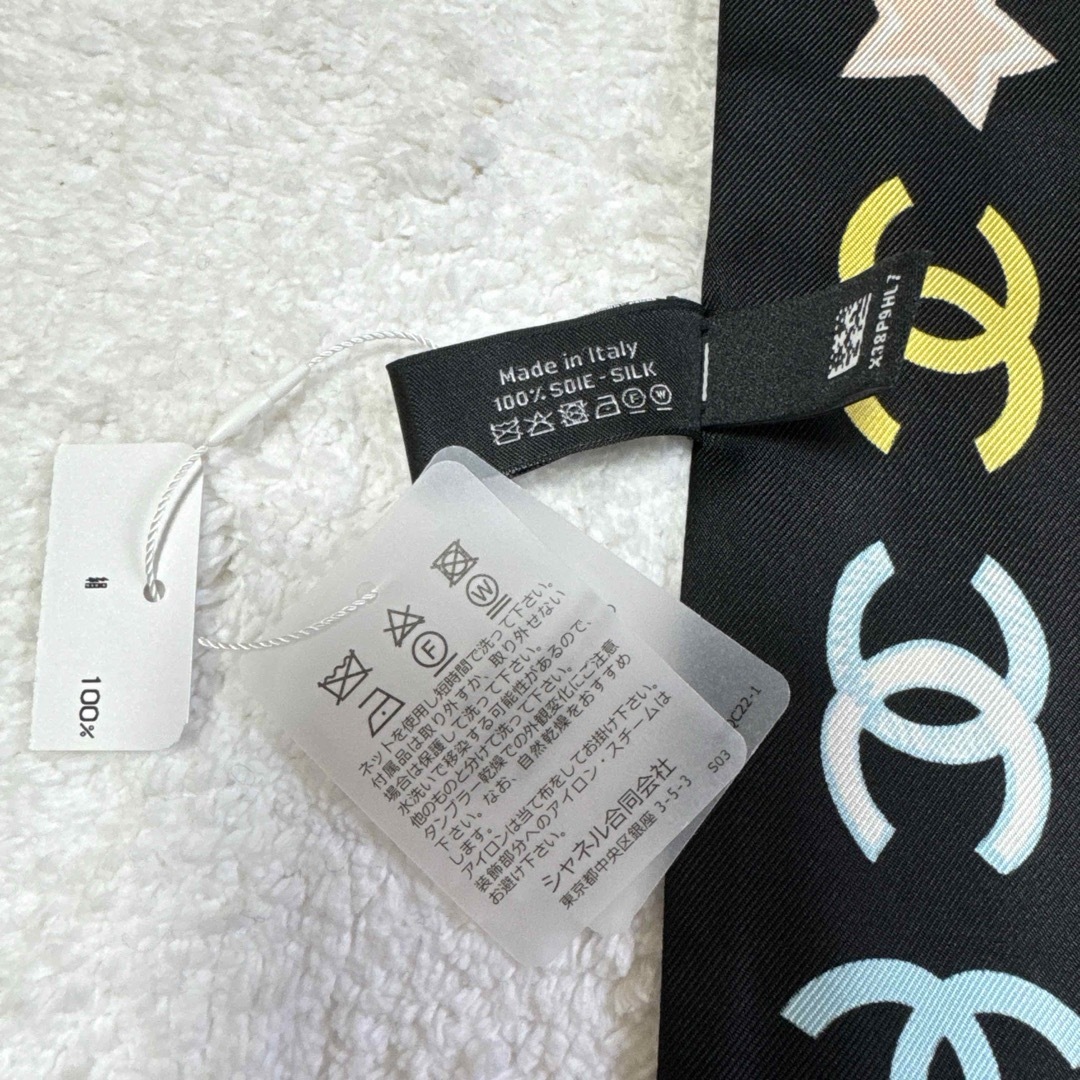 Made in Italy
100% SOIE - SILK
F W
X38P9HL7
絹 100%
W
F
ネットを使用し短時間で洗って下さい。
付属品は取り外すか、取り外せない
場合は保護して洗って下さい。
水洗いで移染する可能性があるので、
他のものと分けて洗って下さい。
タンブラー乾燥での外観変化にご注意
下さい。なお、自然乾燥をおすすめ
します。
アイロンは当て布をしてお掛け下さい。
装飾部分へのアイロン・スチームは
お避け下さい。
シャネル合同会社
東京都中央区銀座 3-5-3 S03